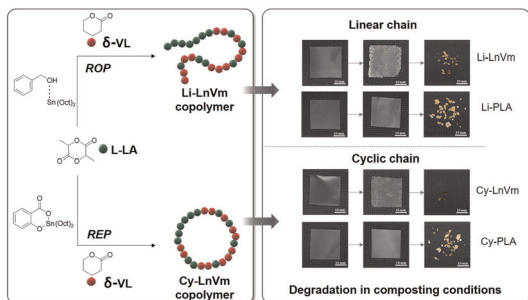 δ-VL
ROP
OH
Sn(Oct)₂
Li-LnVm
copolymer
L-LA
O
O
Sn(Oct)₂
REP
δ-VL
Cy-LnVm
copolymer
Linear chain
Li-LnVm
Li-PLA
Cyclic chain
Cy-LnVm
Cy-PLA
Degradation in composting conditions